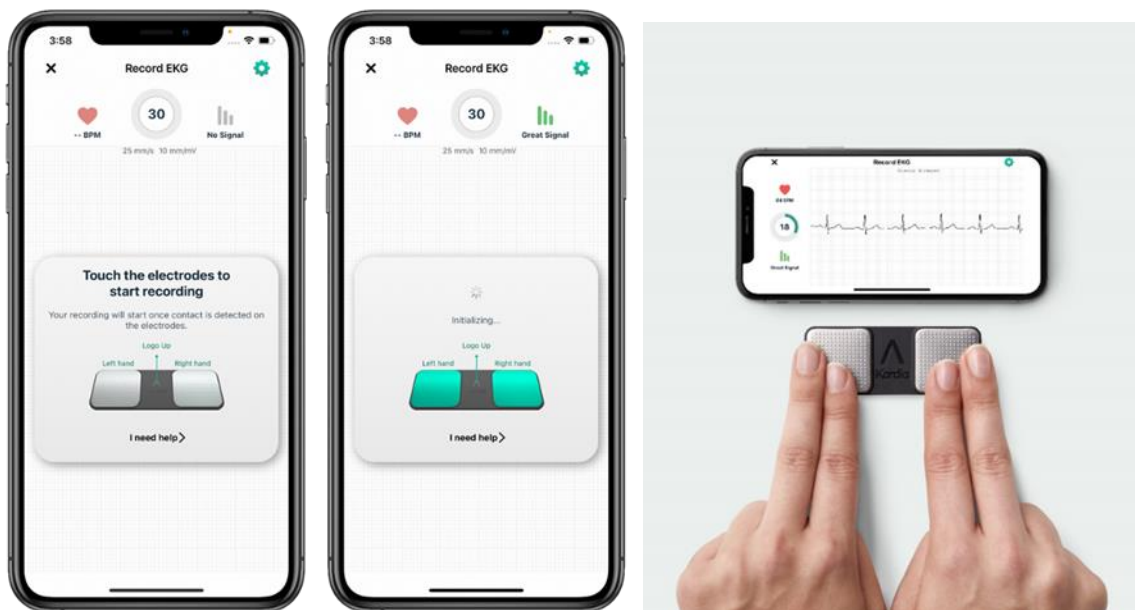 3:58
Record EKG
30
-- BPM
No Signal
25 mm/s 10 mm/mV
Touch the electrodes to
start recording
Your recording will start once contact is detected on
the electrodes.
Logo Up
Left hand
Right hand
I need help
3:58
Record EKG
30
-- BPM
Great Signal
25 mm/s 10 mm/mV
Initializing...
Logo Up
Left hand
Right hand
I need help
Record EKG
BPM
18
Great Signal
Kardia